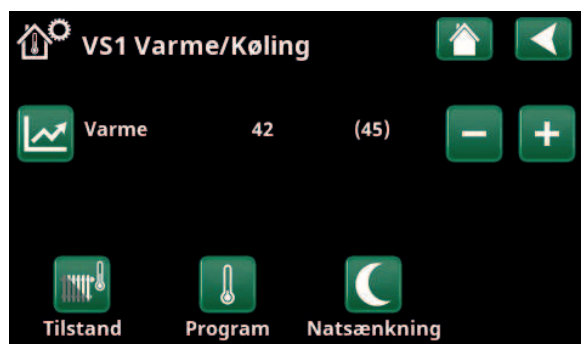 VS1 Varme/Køling
Varme 42 (45)
Tilstand Program Natsænkning